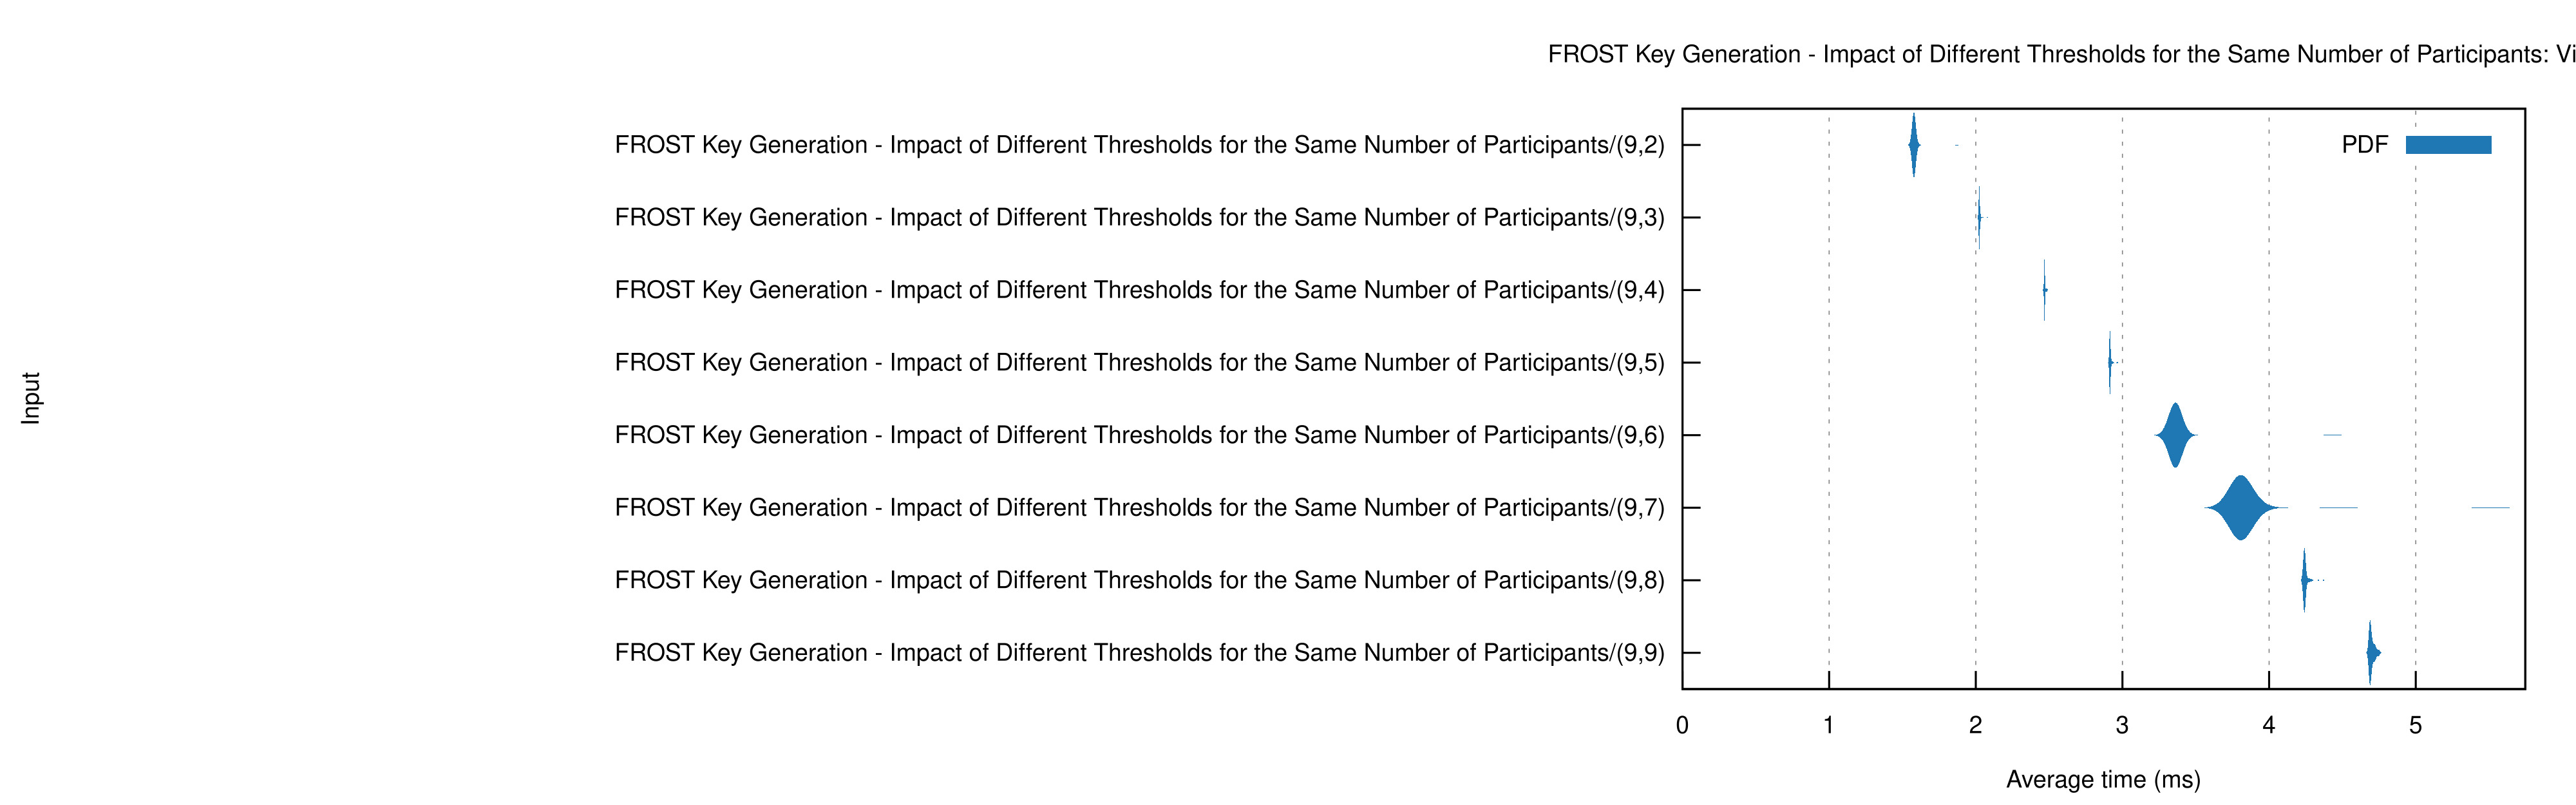 FROST Key Generation - Impact of Different Thresholds for the Same Number of Participants: Vi
PDF
FROST Key Generation - Impact of Different Thresholds for the Same Number of Participants/(9,2)
FROST Key Generation - Impact of Different Thresholds for the Same Number of Participants/(9,3)
FROST Key Generation - Impact of Different Thresholds for the Same Number of Participants/(9,4)
FROST Key Generation - Impact of Different Thresholds for the Same Number of Participants/(9,5)
FROST Key Generation - Impact of Different Thresholds for the Same Number of Participants/(9,6)
FROST Key Generation - Impact of Different Thresholds for the Same Number of Participants/(9,7)
FROST Key Generation - Impact of Different Thresholds for the Same Number of Participants/(9,8)
FROST Key Generation - Impact of Different Thresholds for the Same Number of Participants/(9,9)
Input
0 1 2 3 4 5
Average time (ms)